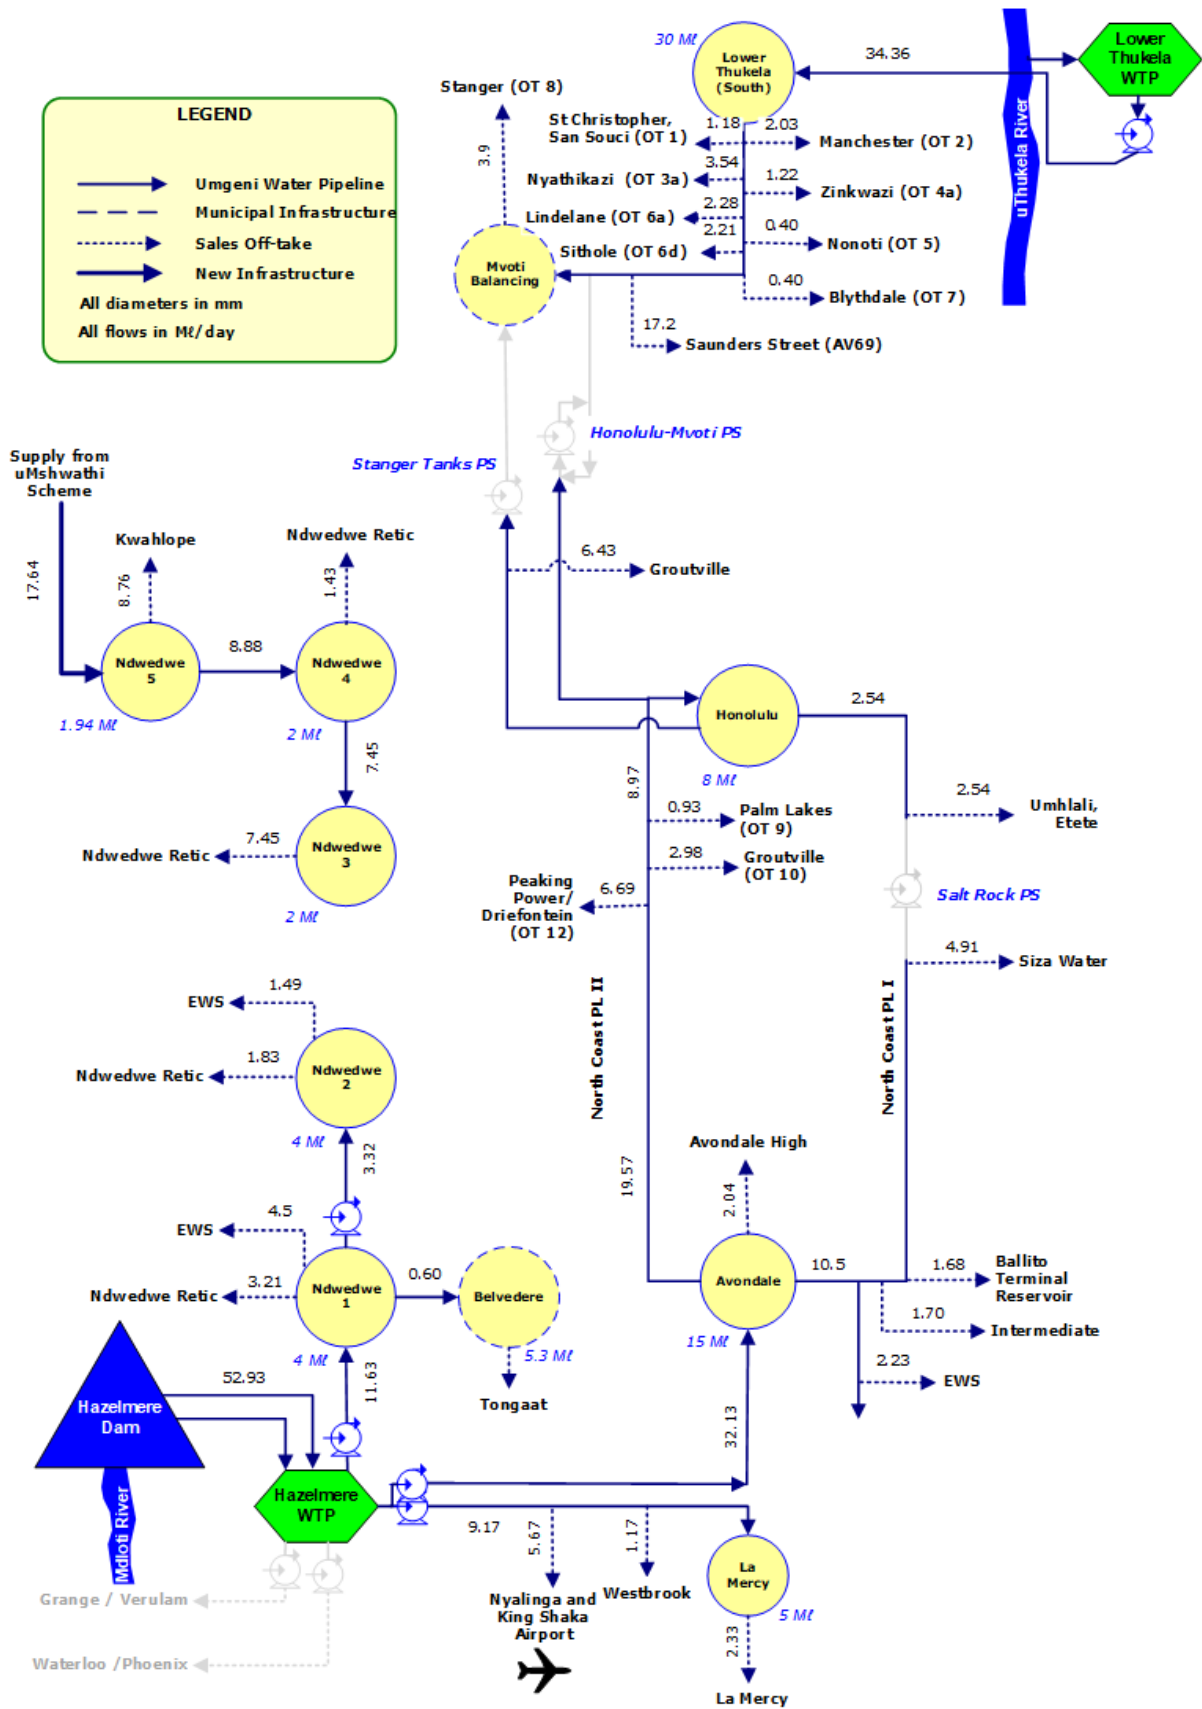 30 Mℓ
Lower
Thukela
(South)
34.36
Lower
Thukela
WTP
uThukela River
Stanger (OT 8)
3.9
St Christopher,
San Souci (OT 1)
1.18
2.03
Manchester (OT 2)
Nyathikazi (OT 3a)
3.54
1.22
Zinkwazi (OT 4a)
Lindelane (OT 6a)
2.28
0.40
Nonoti (OT 5)
Sithole (OT 6d)
2.21
0.40
Blythdale (OT 7)
Mvoti
Balancing
17.2
Saunders Street (AV69)
LEGEND
Umgeni Water Pipeline
Municipal Infrastructure
Sales Off-take
New Infrastructure
All diameters in mm
All flows in Mℓ/day
Honolulu-Mvoti PS
Stanger Tanks PS
Supply from
uMshwathi
Scheme
17.64
Kwahlope
8.76
Ndwedwe Retic
1.43
6.43
Groutville
Ndwedwe
5
1.94 Mℓ
8.88
Ndwedwe
4
2 Mℓ
7.45
Ndwedwe
3
2 Mℓ
7.45
Ndwedwe Retic
Honolulu
8 Mℓ
2.54
2.54
Umhlali,
Etete
8.97
0.93
Palm Lakes
(OT 9)
2.98
Groutville
(OT 10)
Peaking
Power/
Driefontein
(OT 12)
6.69
Salt Rock PS
4.91
Siza Water
North Coast PL II
North Coast PL I
EWS
1.49
Ndwedwe Retic
1.83
Ndwedwe
2
4 Mℓ
3.32
Avondale High
2.04
19.57
EWS
4.5
Ndwedwe Retic
3.21
Ndwedwe
1
4 Mℓ
0.60
Belvedere
5.3 Mℓ
Tongaat
Avondale
15 Mℓ
10.5
1.68
Ballito
Terminal
Reservoir
1.70
Intermediate
2.23
EWS
Hazelmere
Dam
52.93
11.63
32.13
Mdloti River
Hazelmere
WTP
9.17
5.67
1.17
Nyalinga and
King Shaka
Airport
Westbrook
La
Mercy
5 Mℓ
2.33
La Mercy
Grange / Verulam
Waterloo /Phoenix